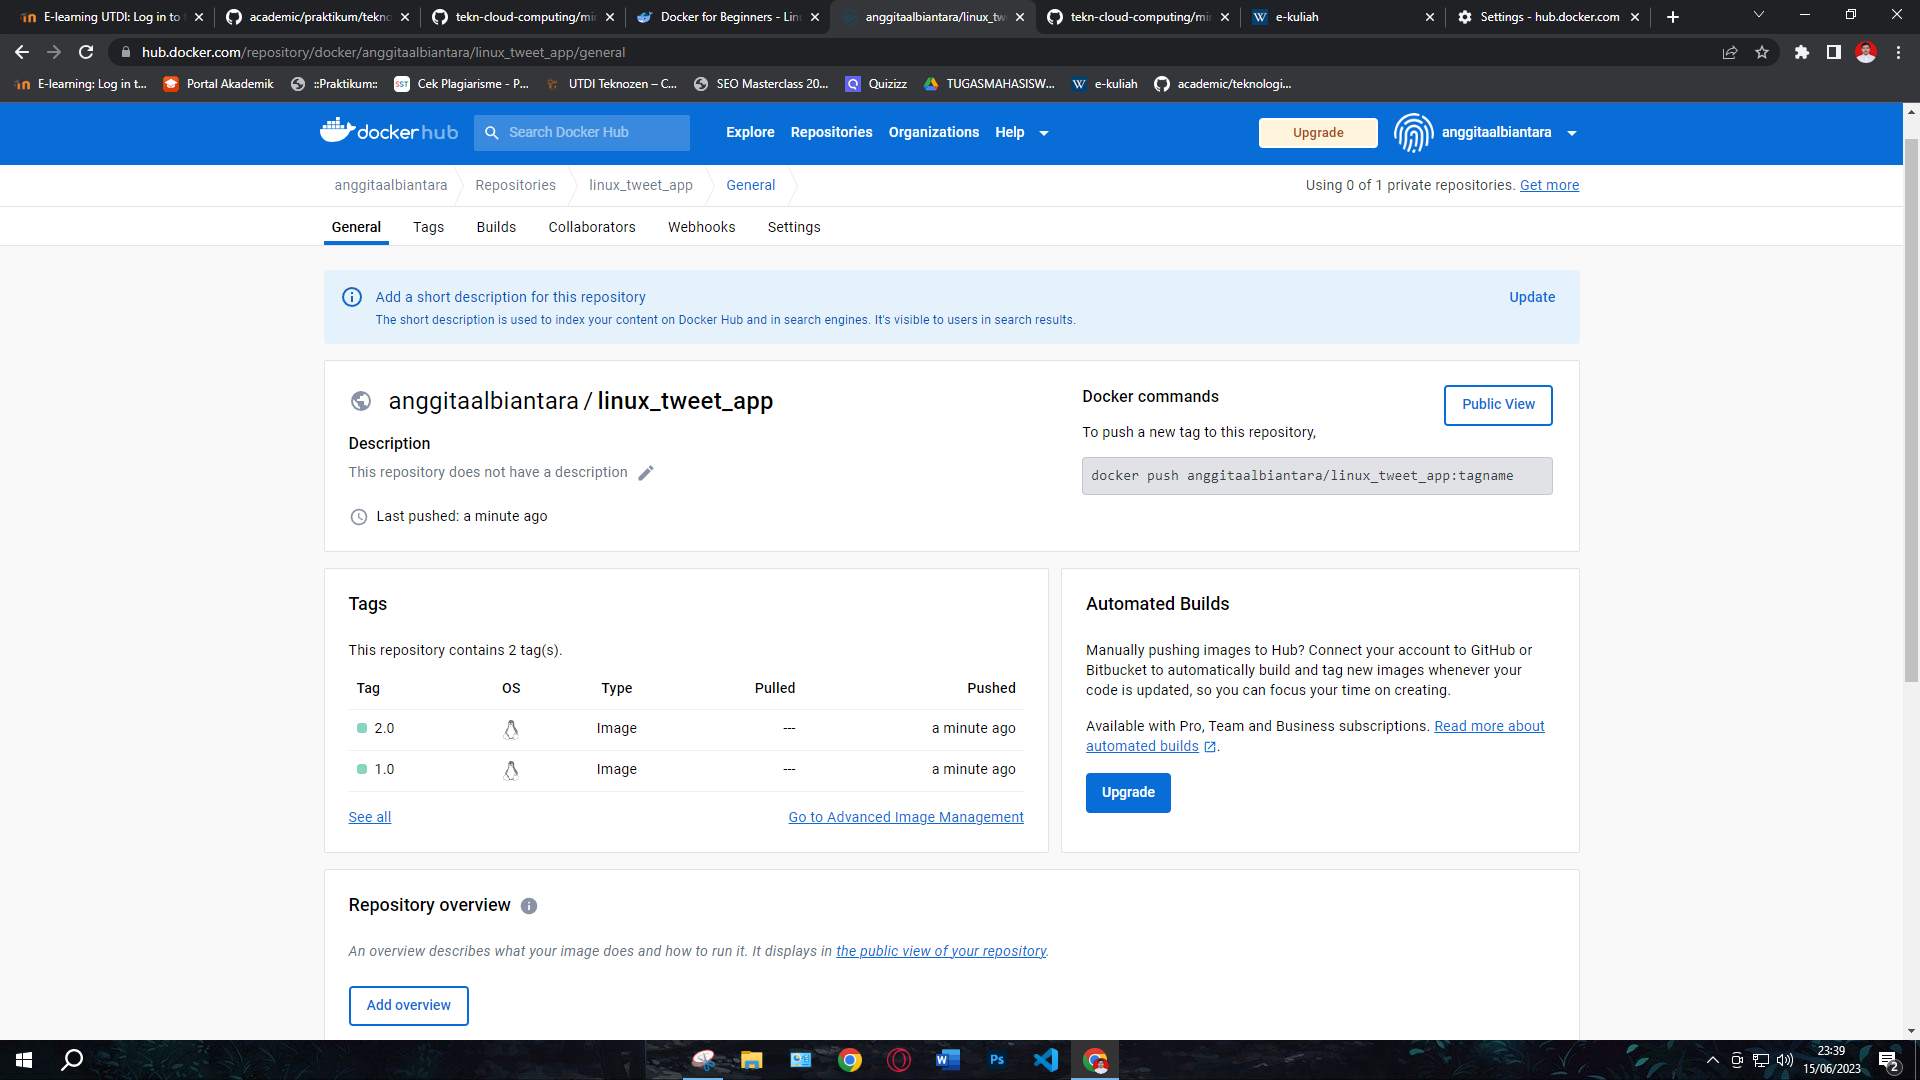 E-learning UTDI: Log in to t
academic/praktikum/tekno
tekn-cloud-computing/min
Docker for Beginners - Linu
anggitaalbiantara/linux_tw
tekn-cloud-computing/min
e-kuliah
Settings - hub.docker.com
hub.docker.com/repository/docker/anggitaalbiantara/linux_tweet_app/general
E-learning: Log in t...
Portal Akademik
::Praktikum::
Cek Plagiarisme - P...
UTDI Teknozen – C...
SEO Masterclass 20...
Quizizz
TUGASMAHASISW...
e-kuliah
academic/teknologi...
docker hub
Search Docker Hub
Explore
Repositories
Organizations
Help
Upgrade
anggitaalbiantara
anggitaalbiantara
Repositories
linux_tweet_app
General
Using 0 of 1 private repositories. Get more
General
Tags
Builds
Collaborators
Webhooks
Settings
Add a short description for this repository
Update
The short description is used to index your content on Docker Hub and in search engines. It's visible to users in search results.
anggitaalbiantara / linux_tweet_app
Description
This repository does not have a description
Last pushed: a minute ago
Docker commands
Public View
To push a new tag to this repository,
docker push anggitaalbiantara/linux_tweet_app:tagname
Tags
This repository contains 2 tag(s).
Tag OS Type Pulled Pushed
2.0 Image --- a minute ago
1.0 Image --- a minute ago
See all
Go to Advanced Image Management
Automated Builds
Manually pushing images to Hub? Connect your account to GitHub or
Bitbucket to automatically build and tag new images whenever your
code is updated, so you can focus your time on creating.
Available with Pro, Team and Business subscriptions. Read more about
automated builds .
Upgrade
Repository overview
An overview describes what your image does and how to run it. It displays in the public view of your repository.
Add overview
23:39
15/06/2023
2